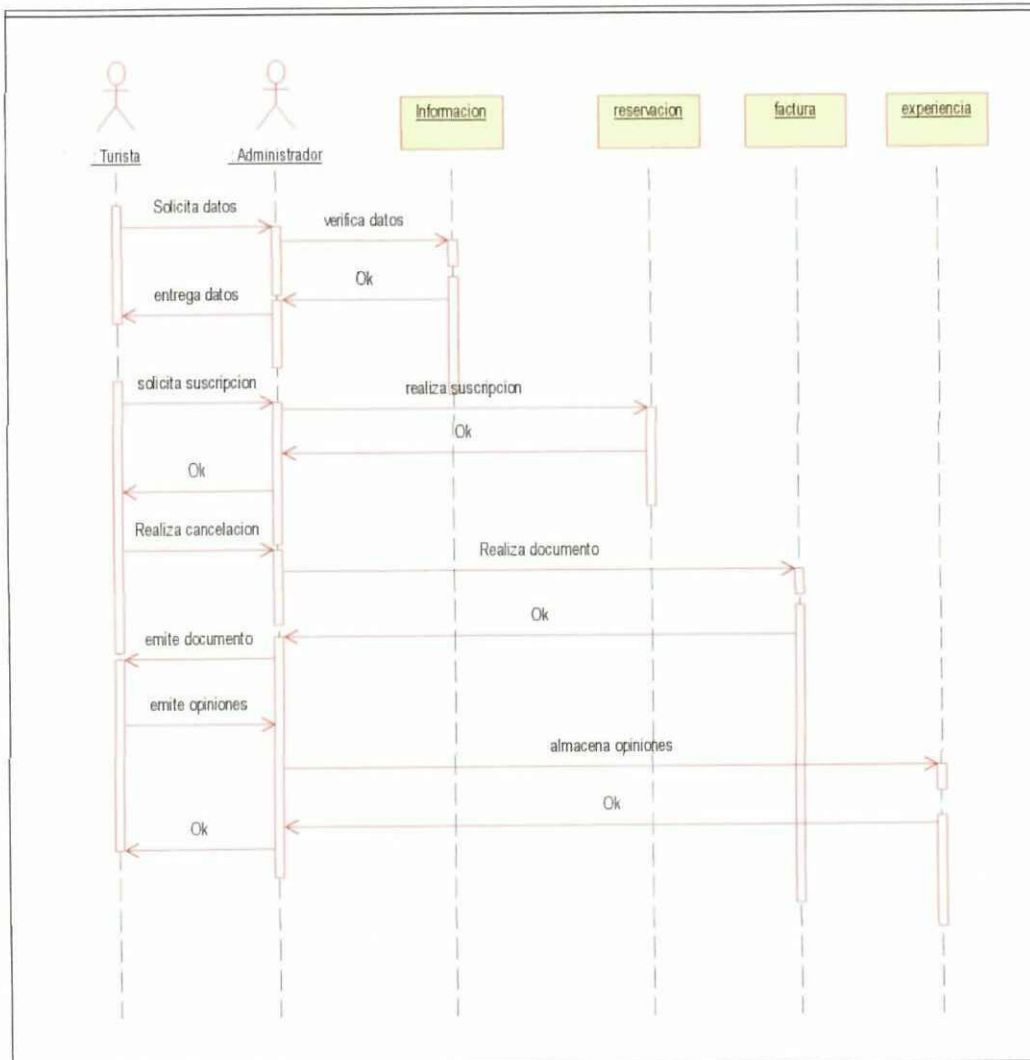 Informacion
reservacion
factura
experiencia
: Turista
: Administrador
Solicita datos
verifica datos
Ok
entrega datos
solicita suscripcion
realiza suscripcion
Ok
Ok
Realiza cancelacion
Realiza documento
Ok
emite documento
emite opiniones
almacena opiniones
Ok
Ok